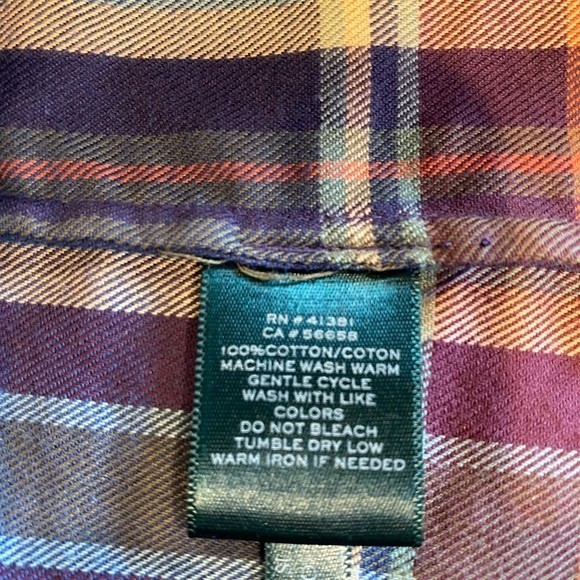 RN # 41381
CA # 56658
100%COTTON/COTON
MACHINE WASH WARM
GENTLE CYCLE
WASH WITH LIKE
COLORS
DO NOT BLEACH
TUMBLE DRY LOW
WARM IRON IF NEEDED